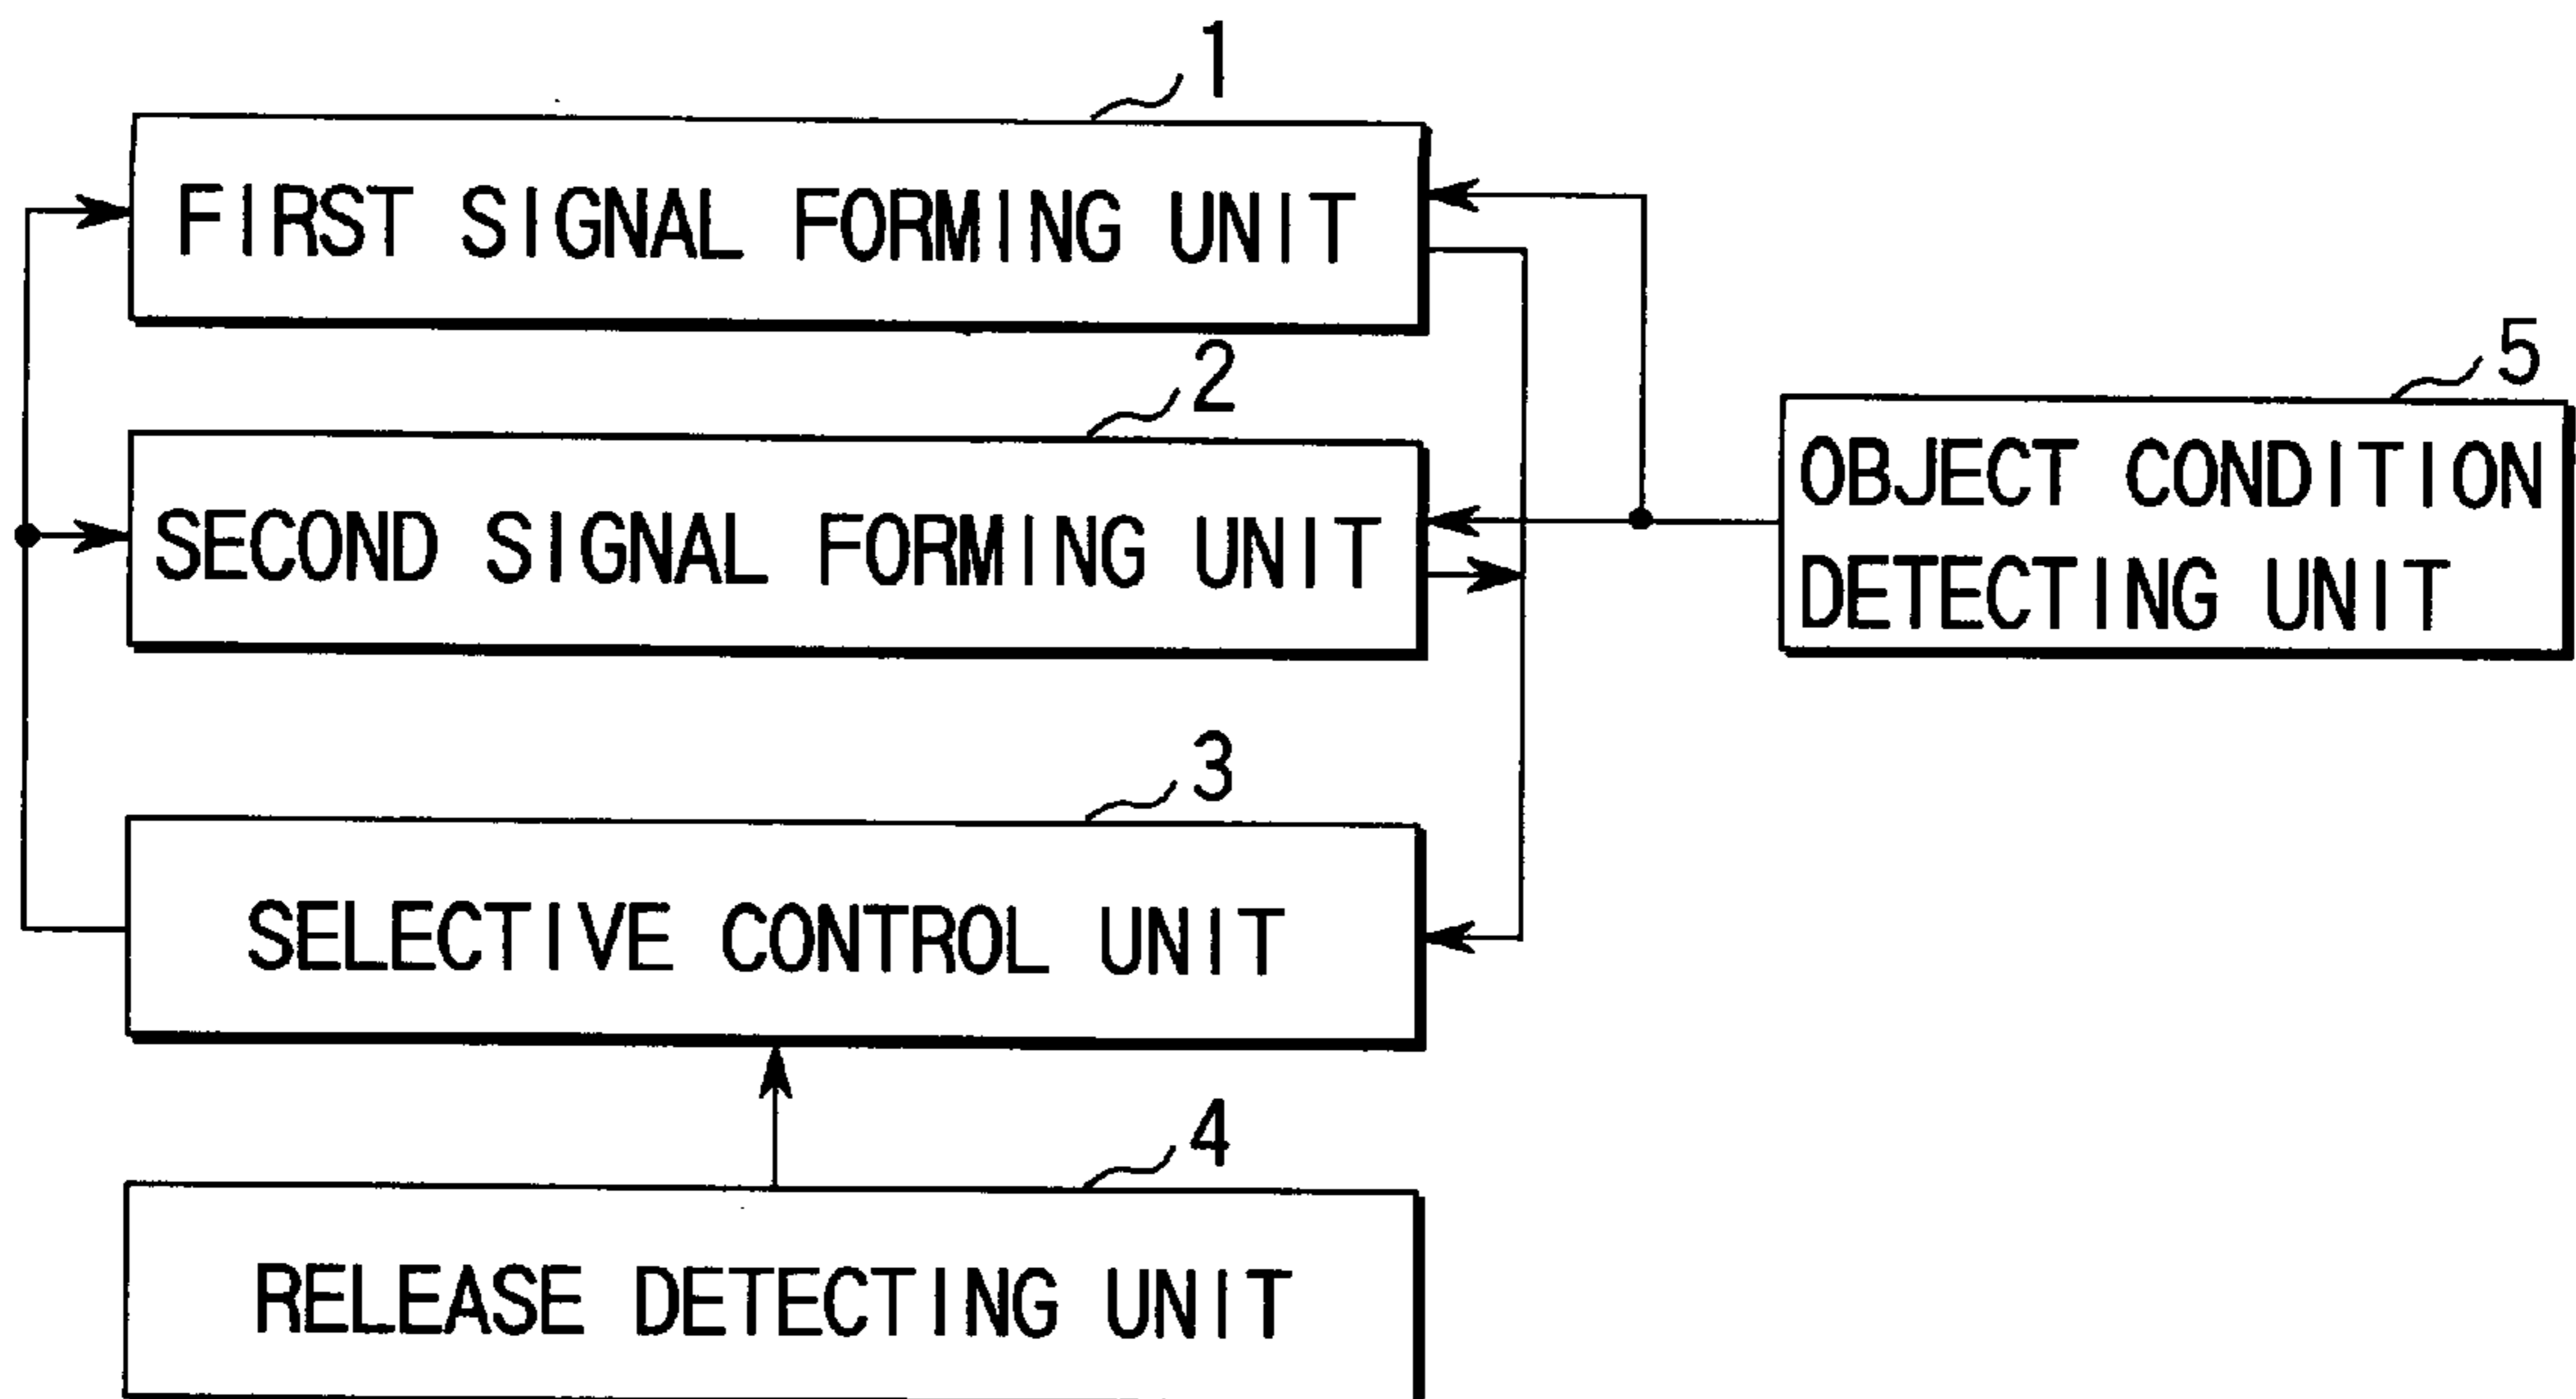 1
FIRST SIGNAL FORMING UNIT
2
SECOND SIGNAL FORMING UNIT
5
OBJECT CONDITION
DETECTING UNIT
3
SELECTIVE CONTROL UNIT
4
RELEASE DETECTING UNIT